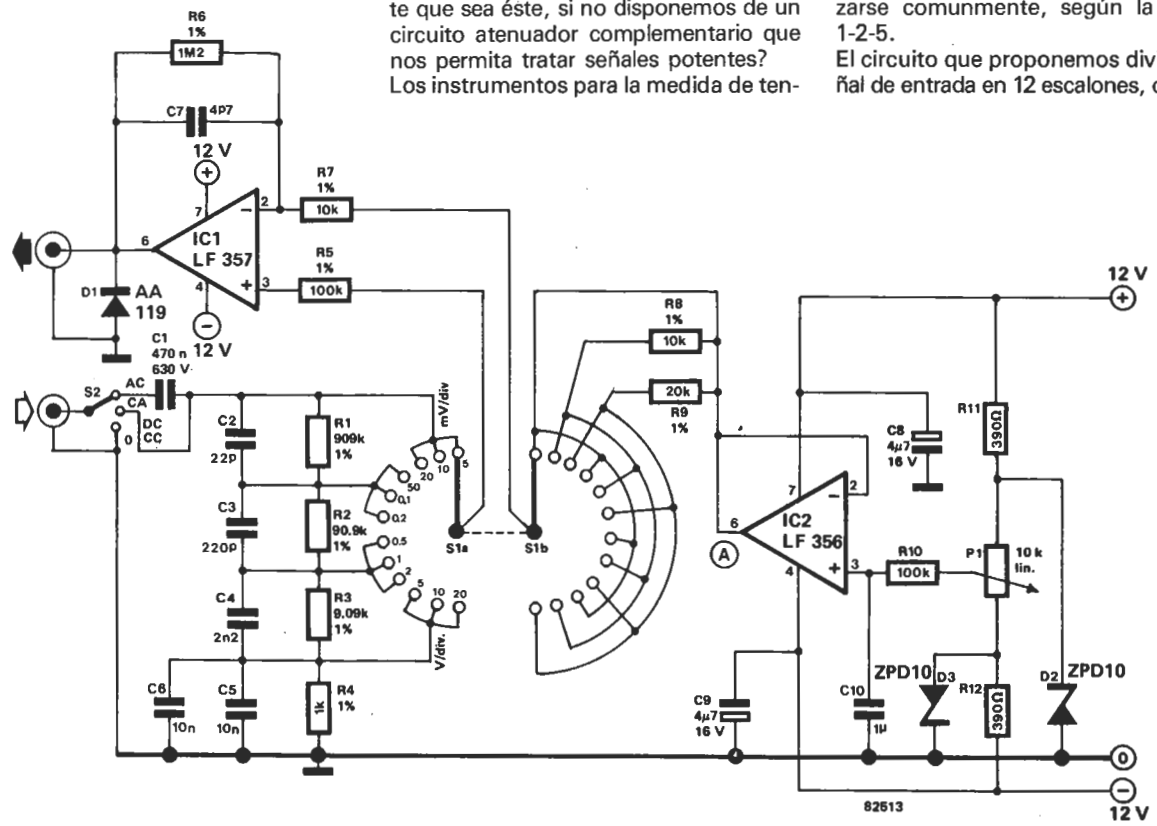 te que sea éste, si no disponemos de un
circuito atenuador complementario que
nos permita tratar señales potentes?
Los instrumentos para la medida de ten-
zarse comunmente, según la
1-2-5.
El circuito que proponemos div
ñal de entrada en 12 escalones, c
R6
1%
1M2
C7
4p7
12 V
+
7
2
−
IC1
LF 357
6
+
3
4
−
12 V
R7
1%
10k
R5
1%
100k
D1
AA
119
C1
470 n
630 V
S2
AC
CA
DC
CC
0
C2
22p
R1
909k
1%
C3
220p
R2
90.9k
1%
C4
2n2
R3
9.09k
1%
C6
10n
C5
10n
R4
1k
1%
mV/div
5
10
20
50
0,1
0,2
0,5
1
2
5
10
20
V/div.
S1a
S1b
R8
1%
10k
R9
1%
20k
12 V
+
C8
4µ7
16 V
R11
390Ω
7
2
−
IC2
LF 356
6
A
+
3
4
R10
100k
P1
10 k
lin.
C9
4µ7
16 V
C10
1µ
ZPD10
D3
R12
390Ω
D2
ZPD10
0
−
12 V
82513